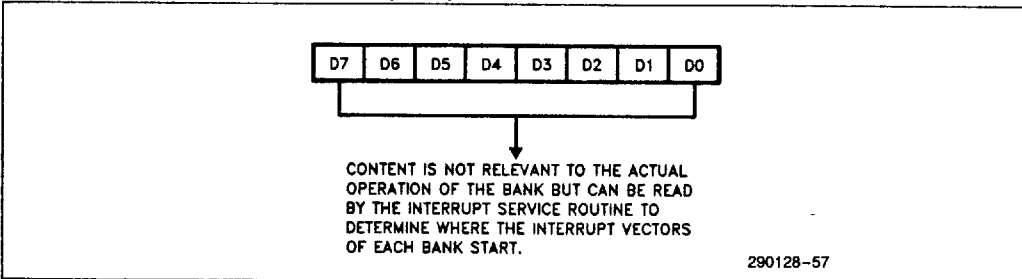 D7 D6 D5 D4 D3 D2 D1 D0
CONTENT IS NOT RELEVANT TO THE ACTUAL
OPERATION OF THE BANK BUT CAN BE READ
BY THE INTERRUPT SERVICE ROUTINE TO
DETERMINE WHERE THE INTERRUPT VECTORS
OF EACH BANK START.
290128-57